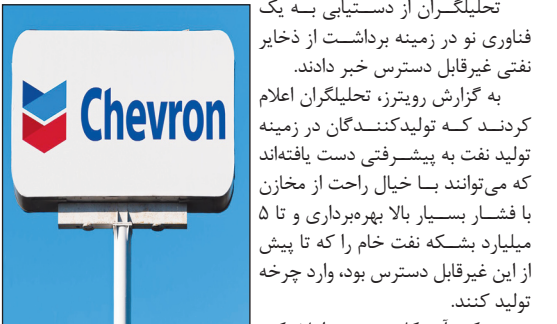 تحلیلگران از دستیابی به یک
فناوری نو در زمینه برداشت از ذخایر
نفتی غیرقابل دسترس خبر دادند.
به گزارش رویترز، تحلیلگران اعلام
کردند که تولیدکنندگان در زمینه
تولید نفت به پیشرفتی دست یافته‌اند
که می‌توانند با خیال راحت از مخازن
با فشار بسیار بالا بهره‌برداری و تا ۵
میلیارد بشکه نفت خام را که تا پیش
از این غیرقابل دسترس بود، وارد چرخه
تولید کنند.
Chevron